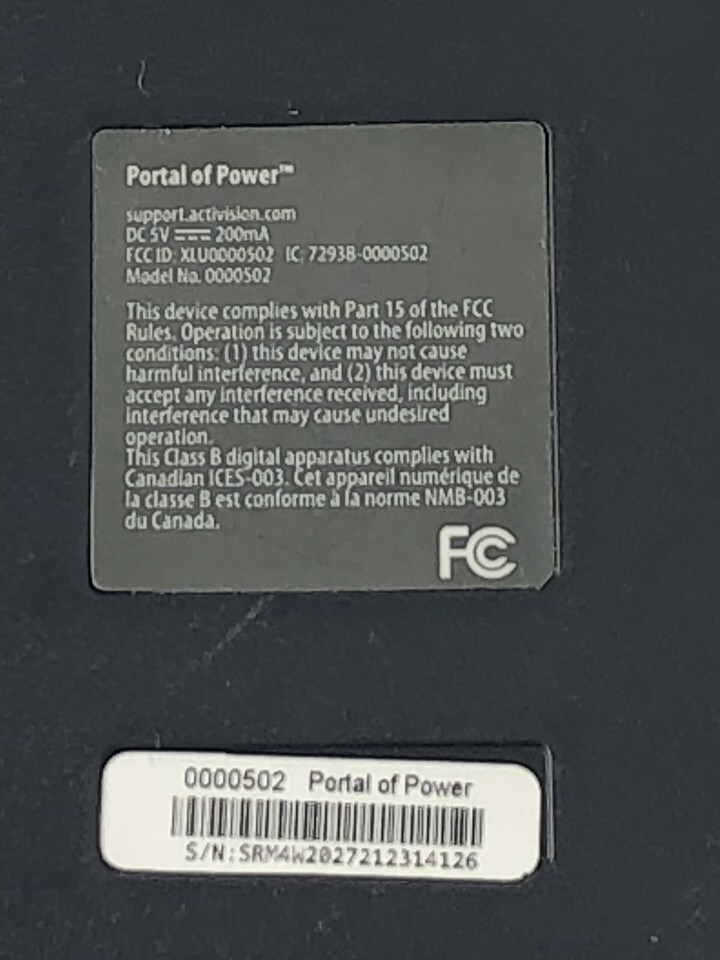 Portal of Power™
support.activision.com
DC 5V ⎓ 200mA
FCC ID: XLU0000502 IC: 7293B-0000502
Model No. 0000502
This device complies with Part 15 of the FCC
Rules. Operation is subject to the following two
conditions: (1) this device may not cause
harmful interference, and (2) this device must
accept any interference received, including
interference that may cause undesired
operation.
This Class B digital apparatus complies with
Canadian ICES-003. Cet appareil numérique de
la classe B est conforme à la norme NMB-003
du Canada.
FC
0000502 Portal of Power
S/N:SRM4W2027212314126